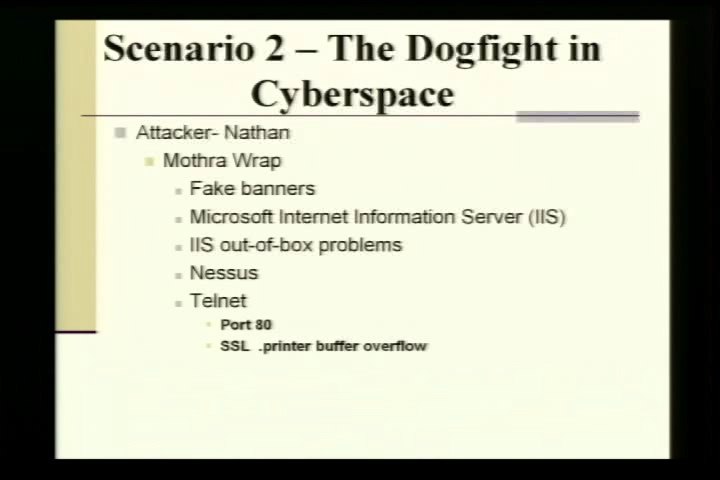 Scenario 2 – The Dogfight in
Cyberspace
Attacker- Nathan
Mothra Wrap
Fake banners
Microsoft Internet Information Server (IIS)
IIS out-of-box problems
Nessus
Telnet
Port 80
SSL .printer buffer overflow